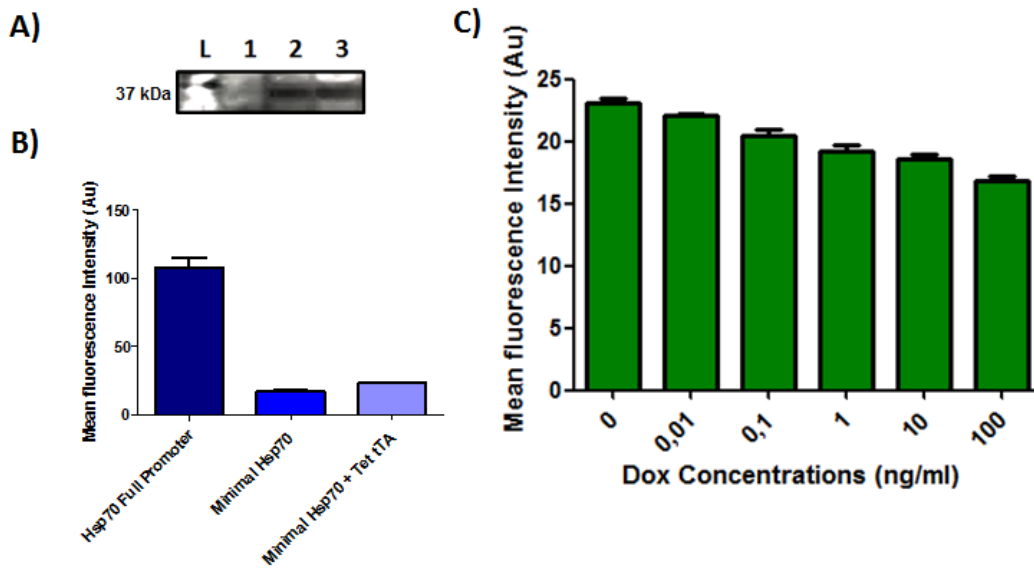 A)
L 1 2 3
37 kDa
B)
Mean fluorescence Intensity (Au)
150
100
50
0
Hsp70 Full Promoter
Minimal Hsp70
Minimal Hsp70 + Tet tTA
C)
Mean fluorescence Intensity (Au)
25
20
15
10
5
0
0 0,01 0,1 1 10 100
Dox Concentrations (ng/ml)